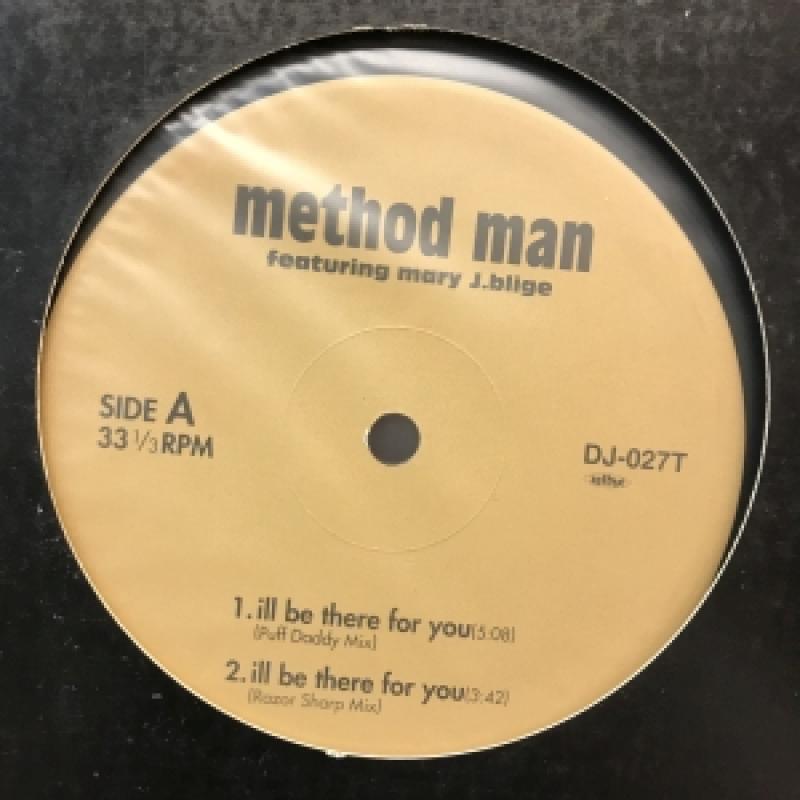 method man
featuring mary J.blige
SIDE A
33 1/3 RPM
DJ-027T
1. ill be there for you (5:08)
(Puff Daddy Mix)
2. ill be there for you (3:42)
(Razor Sharp Mix)